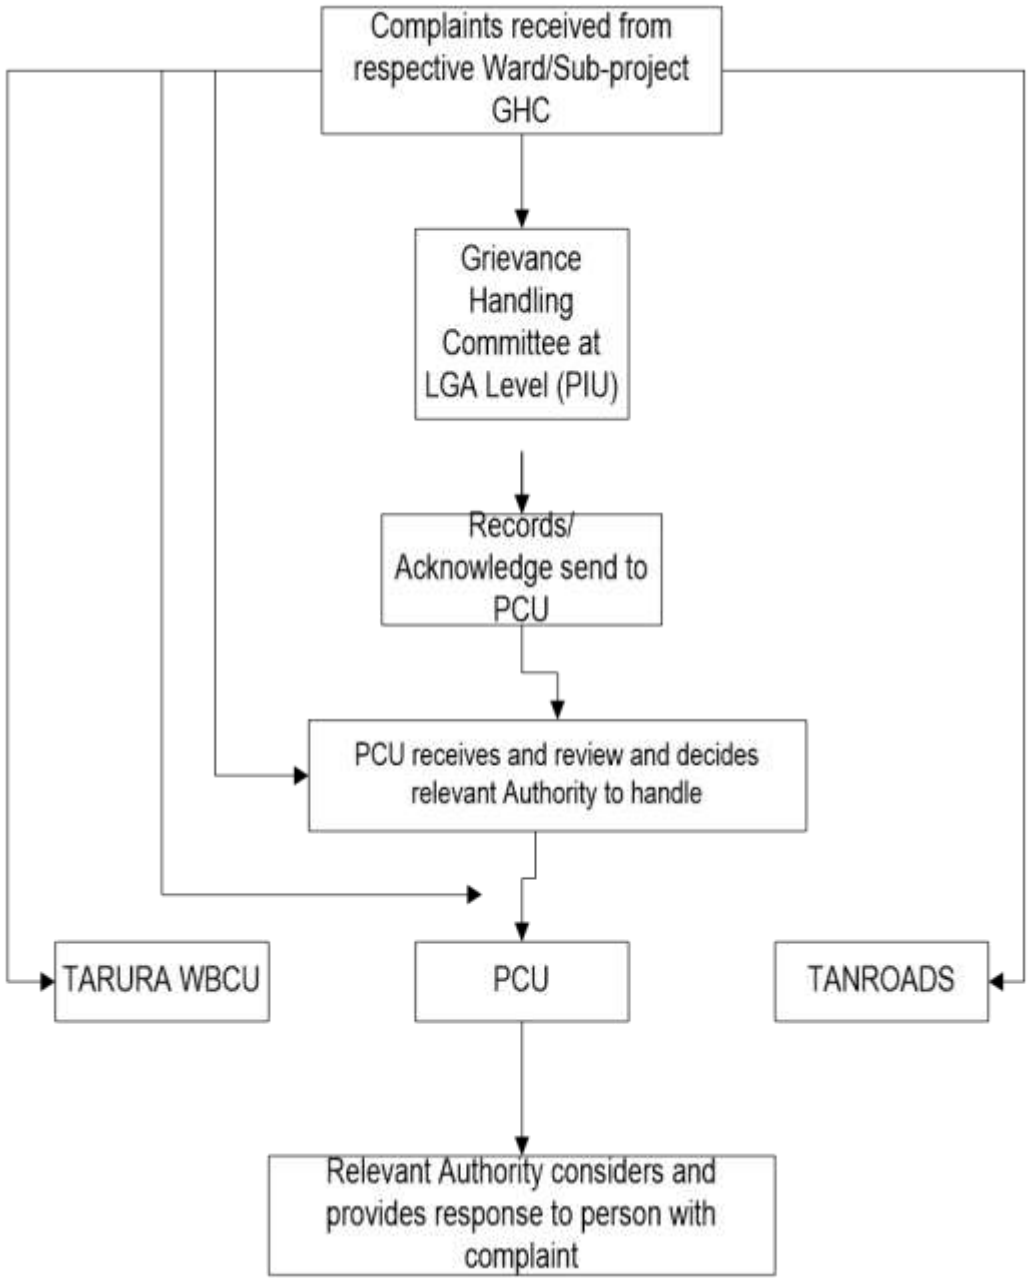 Complaints received from
respective Ward/Sub-project
GHC
Grievance
Handling
Committee at
LGA Level (PIU)
Records/
Acknowledge send to
PCU
PCU receives and review and decides
relevant Authority to handle
TARURA WBCU
PCU
TANROADS
Relevant Authority considers and
provides response to person with
complaint